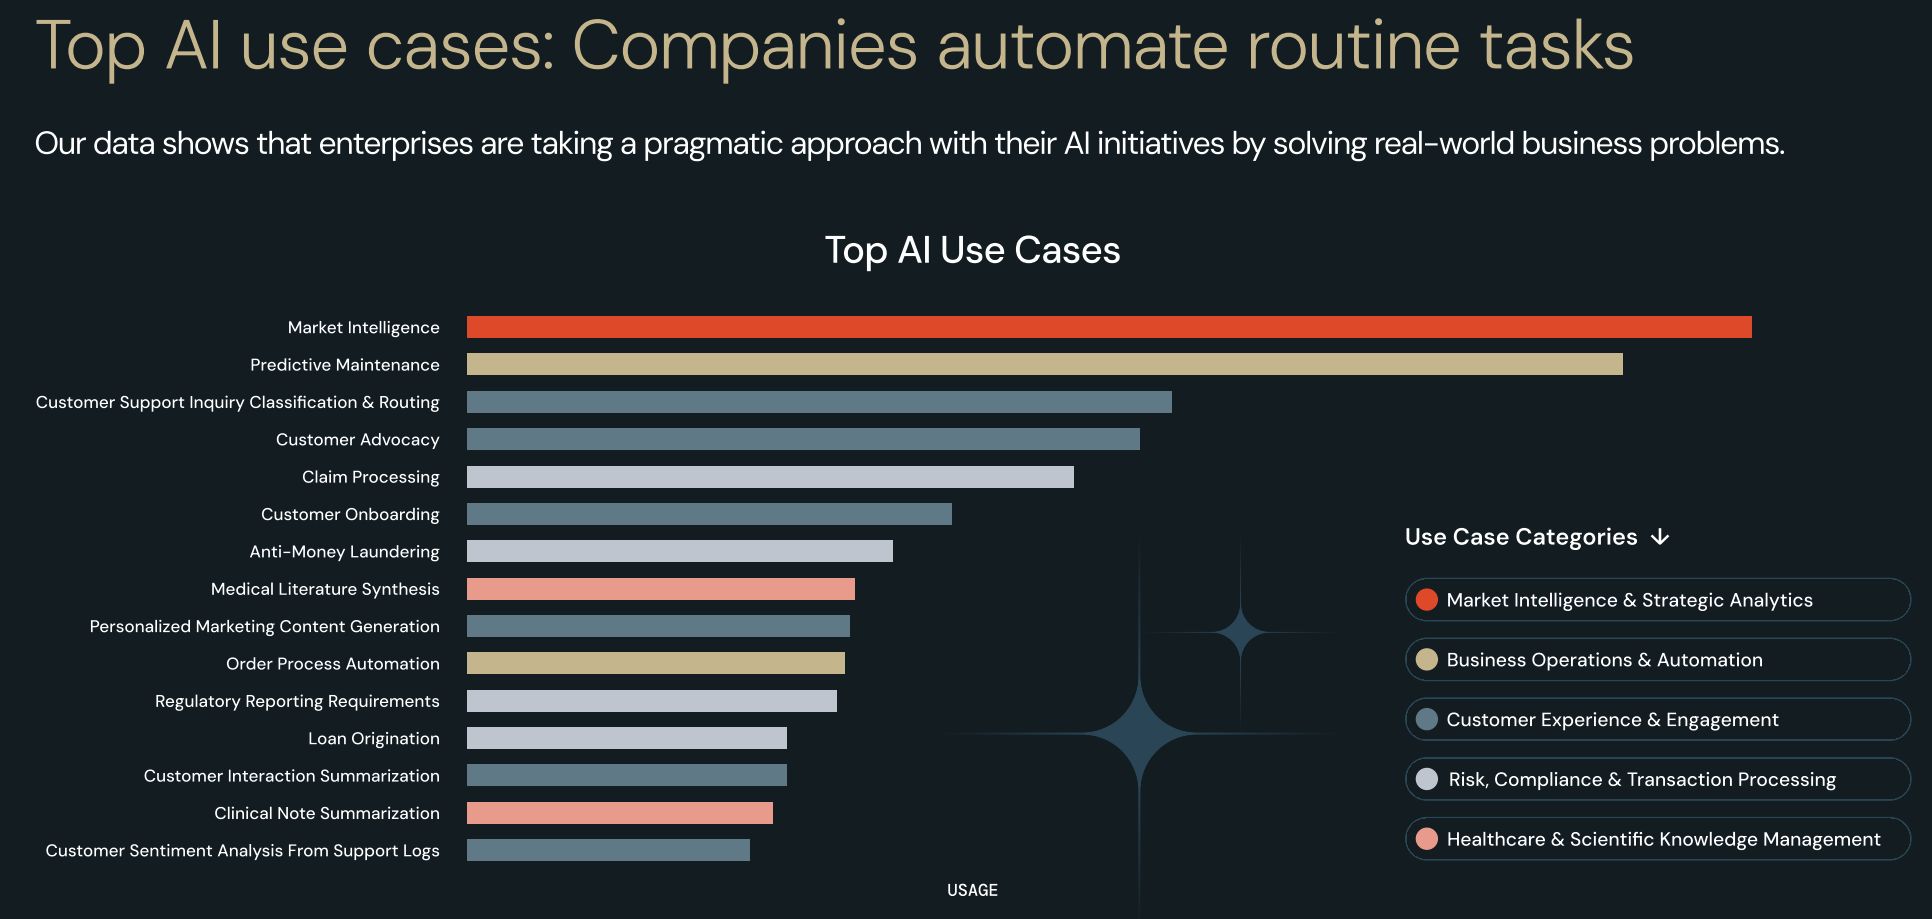 Top AI use cases: Companies automate routine tasks
Our data shows that enterprises are taking a pragmatic approach with their AI initiatives by solving real-world business problems.
Top AI Use Cases
Market Intelligence
Predictive Maintenance
Customer Support Inquiry Classification & Routing
Customer Advocacy
Claim Processing
Customer Onboarding
Anti-Money Laundering
Medical Literature Synthesis
Personalized Marketing Content Generation
Order Process Automation
Regulatory Reporting Requirements
Loan Origination
Customer Interaction Summarization
Clinical Note Summarization
Customer Sentiment Analysis From Support Logs
USAGE
Use Case Categories ↓
Market Intelligence & Strategic Analytics
Business Operations & Automation
Customer Experience & Engagement
Risk, Compliance & Transaction Processing
Healthcare & Scientific Knowledge Management